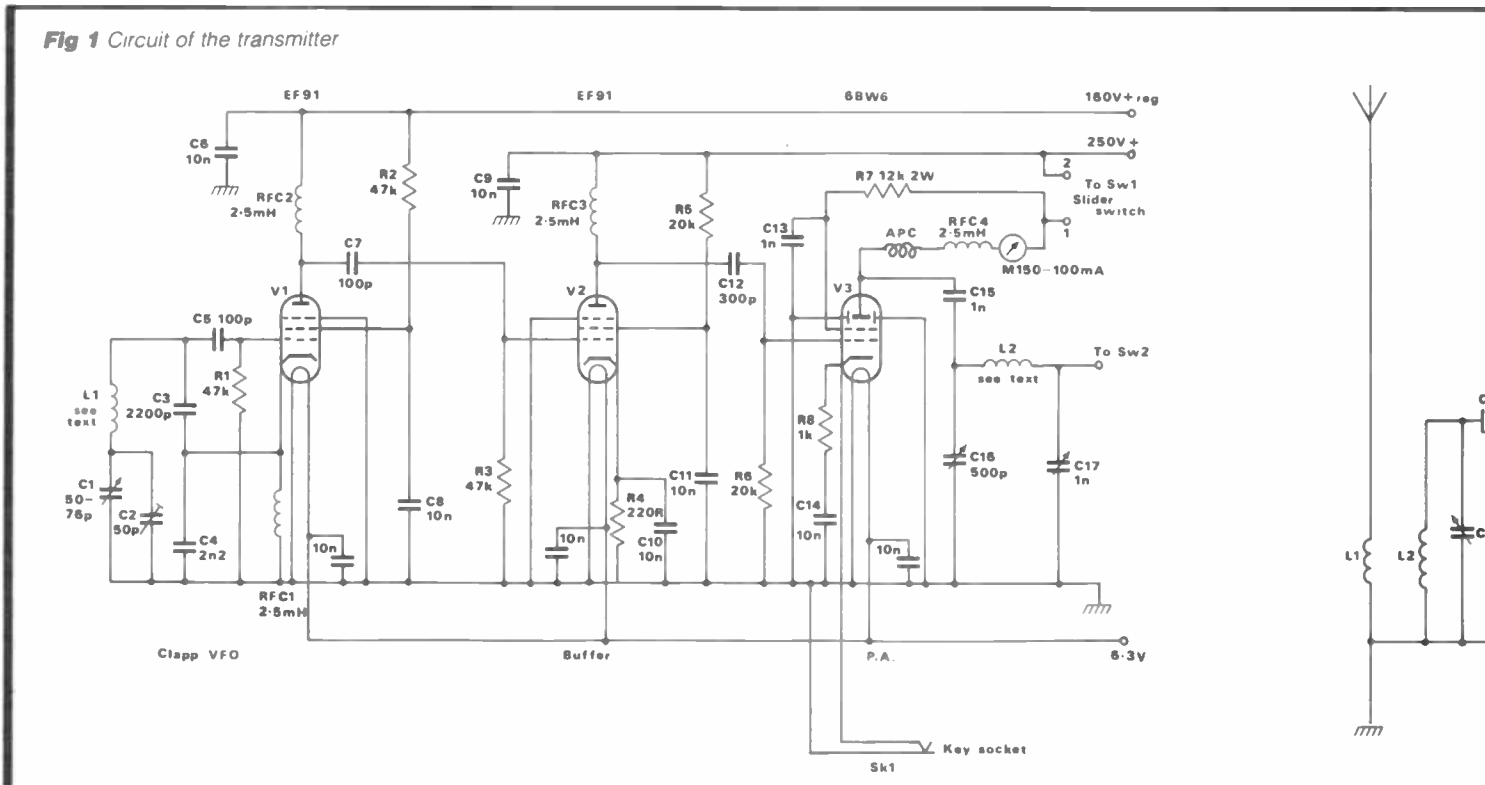 Fig 1 Circuit of the transmitter
EF91
EF91
6BW6
180V+ reg
250V+
C6
10n
RFC2
2·5mH
R2
47k
C9
10n
RFC3
2·5mH
R5
20k
R7 12k 2W
2
To Sw1
Slider
switch
1
C13
1n
APC
RFC4
2·5mH
M150-100mA
C7
100p
C12
300p
V1
V2
V3
C15
1n
C5 100p
L2
see text
To Sw2
L1
see
text
C3
2200p
R1
47k
R8
1k
C1
50-
75p
C2
50p
C4
2n2
R3
47k
C8
10n
R4
220R
C10
10n
C11
10n
R6
20k
C14
10n
C16
500p
C17
1n
10n
10n
10n
RFC1
2·5mH
Clapp VFO
Buffer
P.A.
6·3V
Key socket
Sk1
L1
L2
C
C